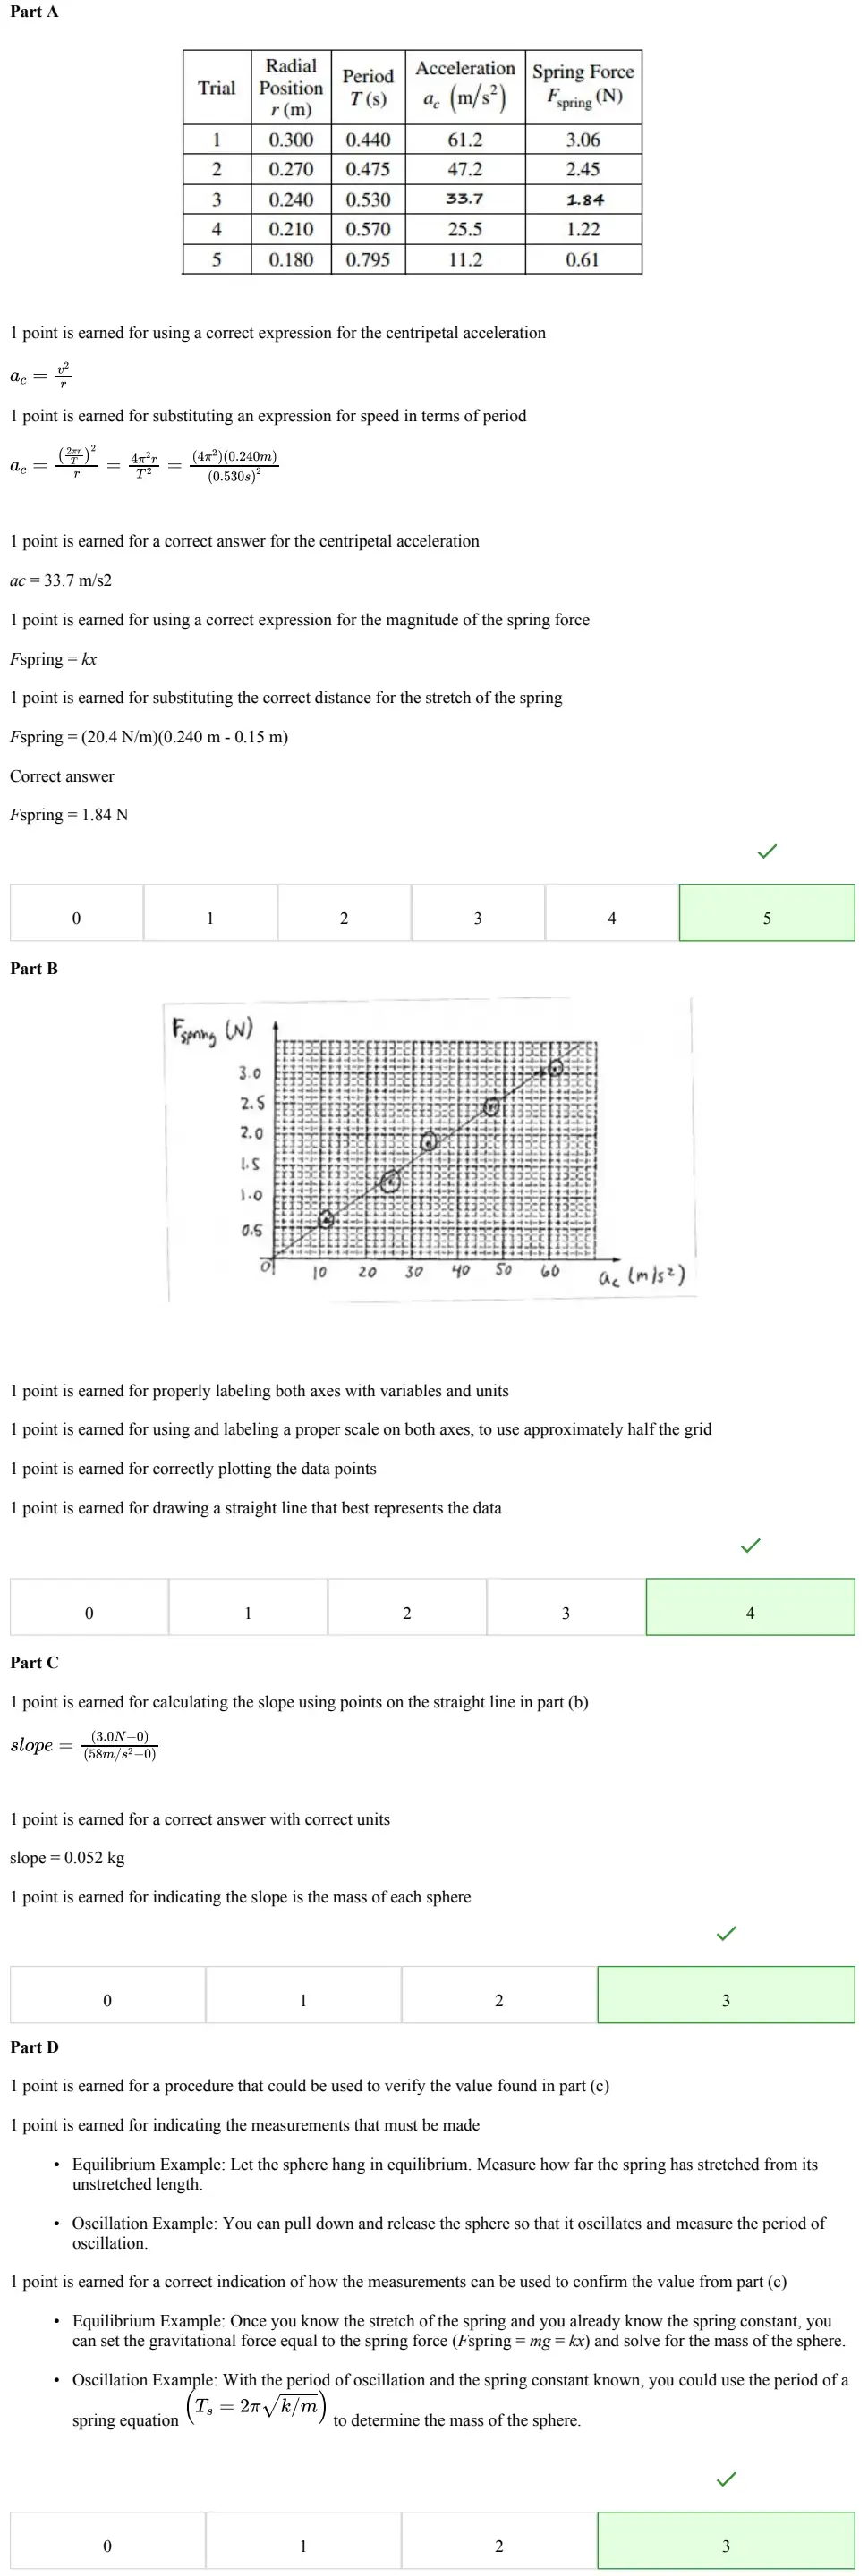 Part A
Trial Radial Position r (m) Period T (s) Acceleration a_c (m/s²) Spring Force F_spring (N)
1 0.300 0.440 61.2 3.06
2 0.270 0.475 47.2 2.45
3 0.240 0.530 33.7 1.84
4 0.210 0.570 25.5 1.22
5 0.180 0.795 11.2 0.61
1 point is earned for using a correct expression for the centripetal acceleration
a_c = v²/r
1 point is earned for substituting an expression for speed in terms of period
a_c = (2πr/T)²/r = 4π²r/T² = (4π²)(0.240m)/(0.530s)²
1 point is earned for a correct answer for the centripetal acceleration
ac = 33.7 m/s2
1 point is earned for using a correct expression for the magnitude of the spring force
Fspring = kx
1 point is earned for substituting the correct distance for the stretch of the spring
Fspring = (20.4 N/m)(0.240 m - 0.15 m)
Correct answer
Fspring = 1.84 N
0 1 2 3 4 5
Part B
F_spring (N)
3.0
2.5
2.0
1.5
1.0
0.5
0 10 20 30 40 50 60 a_c (m/s²)
1 point is earned for properly labeling both axes with variables and units
1 point is earned for using and labeling a proper scale on both axes, to use approximately half the grid
1 point is earned for correctly plotting the data points
1 point is earned for drawing a straight line that best represents the data
0 1 2 3 4
Part C
1 point is earned for calculating the slope using points on the straight line in part (b)
slope = (3.0N−0)/(58m/s²−0)
1 point is earned for a correct answer with correct units
slope = 0.052 kg
1 point is earned for indicating the slope is the mass of each sphere
0 1 2 3
Part D
1 point is earned for a procedure that could be used to verify the value found in part (c)
1 point is earned for indicating the measurements that must be made
• Equilibrium Example: Let the sphere hang in equilibrium. Measure how far the spring has stretched from its
unstretched length.
• Oscillation Example: You can pull down and release the sphere so that it oscillates and measure the period of
oscillation.
1 point is earned for a correct indication of how the measurements can be used to confirm the value from part (c)
• Equilibrium Example: Once you know the stretch of the spring and you already know the spring constant, you
can set the gravitational force equal to the spring force (Fspring = mg = kx) and solve for the mass of the sphere.
• Oscillation Example: With the period of oscillation and the spring constant known, you could use the period of a
spring equation (T_s = 2π√(k/m)) to determine the mass of the sphere.
0 1 2 3